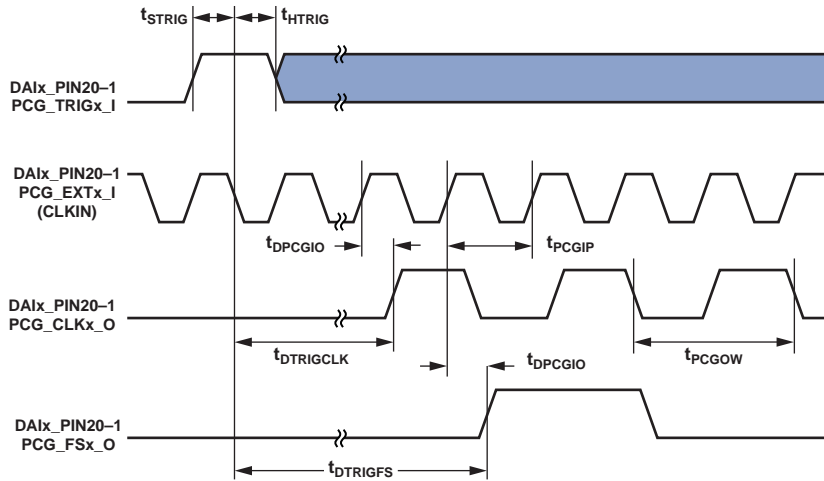 tSTRIG
tHTRIG
DAIx_PIN20–1
PCG_TRIGx_I
DAIx_PIN20–1
PCG_EXTx_I
(CLKIN)
tDPCGIO
tPCGIP
DAIx_PIN20–1
PCG_CLKx_O
tDTRIGCLK
tDPCGIO
tPCGOW
DAIx_PIN20–1
PCG_FSx_O
tDTRIGFS